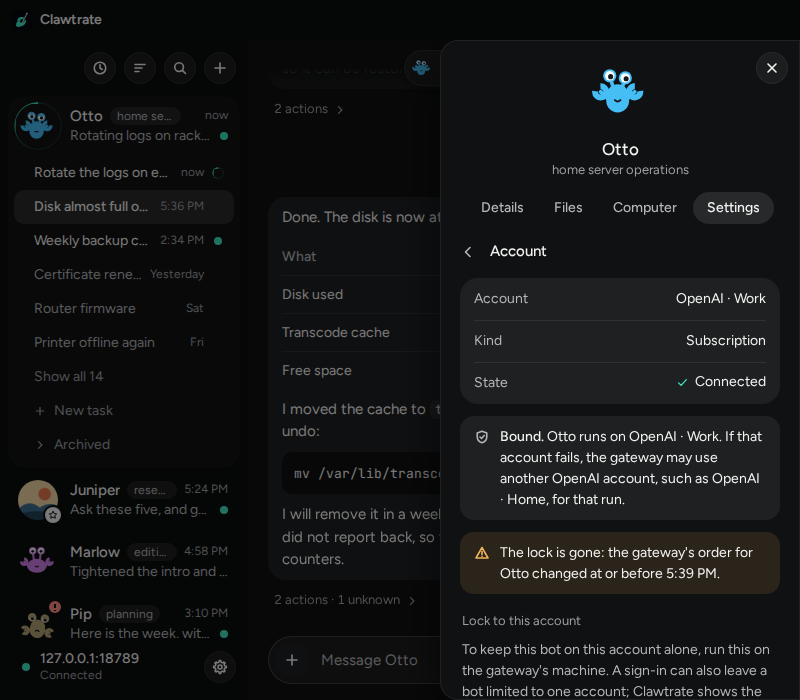 Clawtrate
Otto home se... now
Rotating logs on rack...
Rotate the logs on e... now
Disk almost full o... 5:36 PM
Weekly backup c... 2:34 PM
Certificate rene... Yesterday
Router firmware Sat
Printer offline again Fri
Show all 14
+ New task
Archived
Juniper rese... 5:24 PM
Ask these five, and g...
Marlow editi... 4:58 PM
Tightened the intro and ...
Pip planning 3:10 PM
Here is the week. wit...
127.0.0.1:18789
Connected
2 actions
Done. The disk is now at
What
Disk used
Transcode cache
Free space
I moved the cache to
undo:
mv /var/lib/transc
I will remove it in a week
did not report back, so
counters.
2 actions · 1 unknown
Message Otto
Otto
home server operations
Details Files Computer Settings
Account
Account OpenAI · Work
Kind Subscription
State Connected
Bound. Otto runs on OpenAI · Work. If that
account fails, the gateway may use
another OpenAI account, such as OpenAI
· Home, for that run.
The lock is gone: the gateway's order for
Otto changed at or before 5:39 PM.
Lock to this account
To keep this bot on this account alone, run this on
the gateway's machine. A sign-in can also leave a
bot limited to one account; Clawtrate shows the